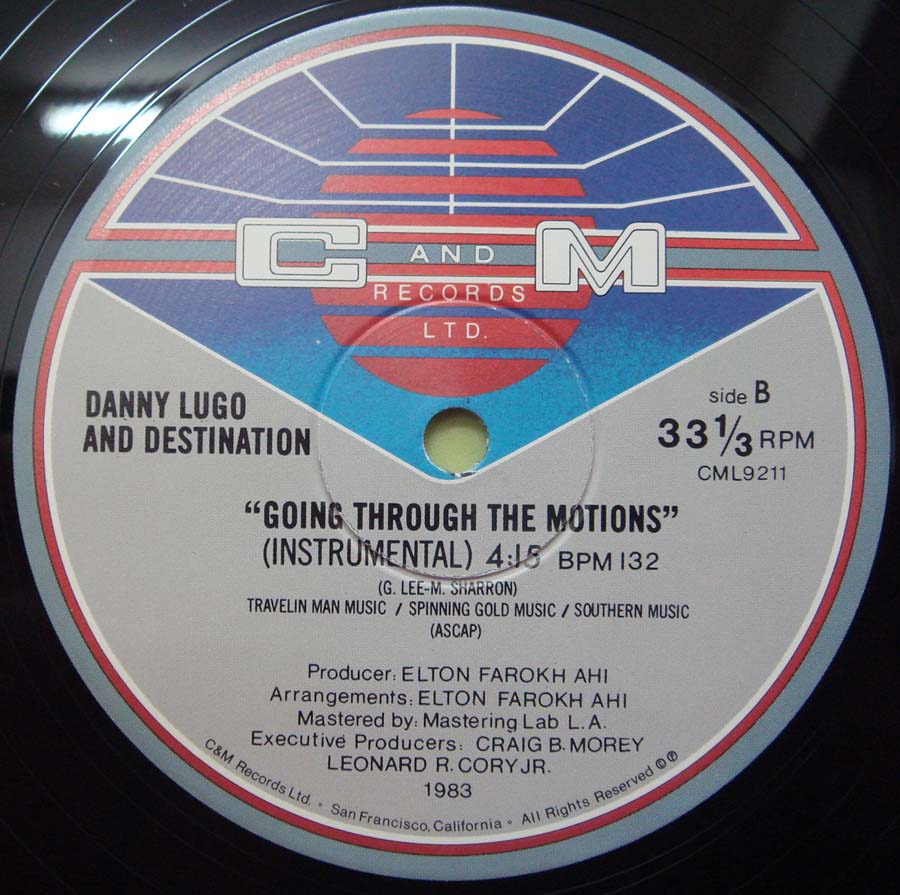 C AND M
RECORDS
LTD.
DANNY LUGO
AND DESTINATION
side B
33 1/3 RPM
CML9211
“GOING THROUGH THE MOTIONS”
(INSTRUMENTAL) 4:15 BPM 132
(G. LEE-M. SHARRON)
TRAVELIN MAN MUSIC / SPINNING GOLD MUSIC / SOUTHERN MUSIC
(ASCAP)
Producer: ELTON FAROKH AHI
Arrangements: ELTON FAROKH AHI
Mastered by: Mastering Lab L.A.
Executive Producers: CRAIG B. MOREY
LEONARD R. CORY JR.
1983
C&M Records Ltd. • San Francisco, California • All Rights Reserved © ℗